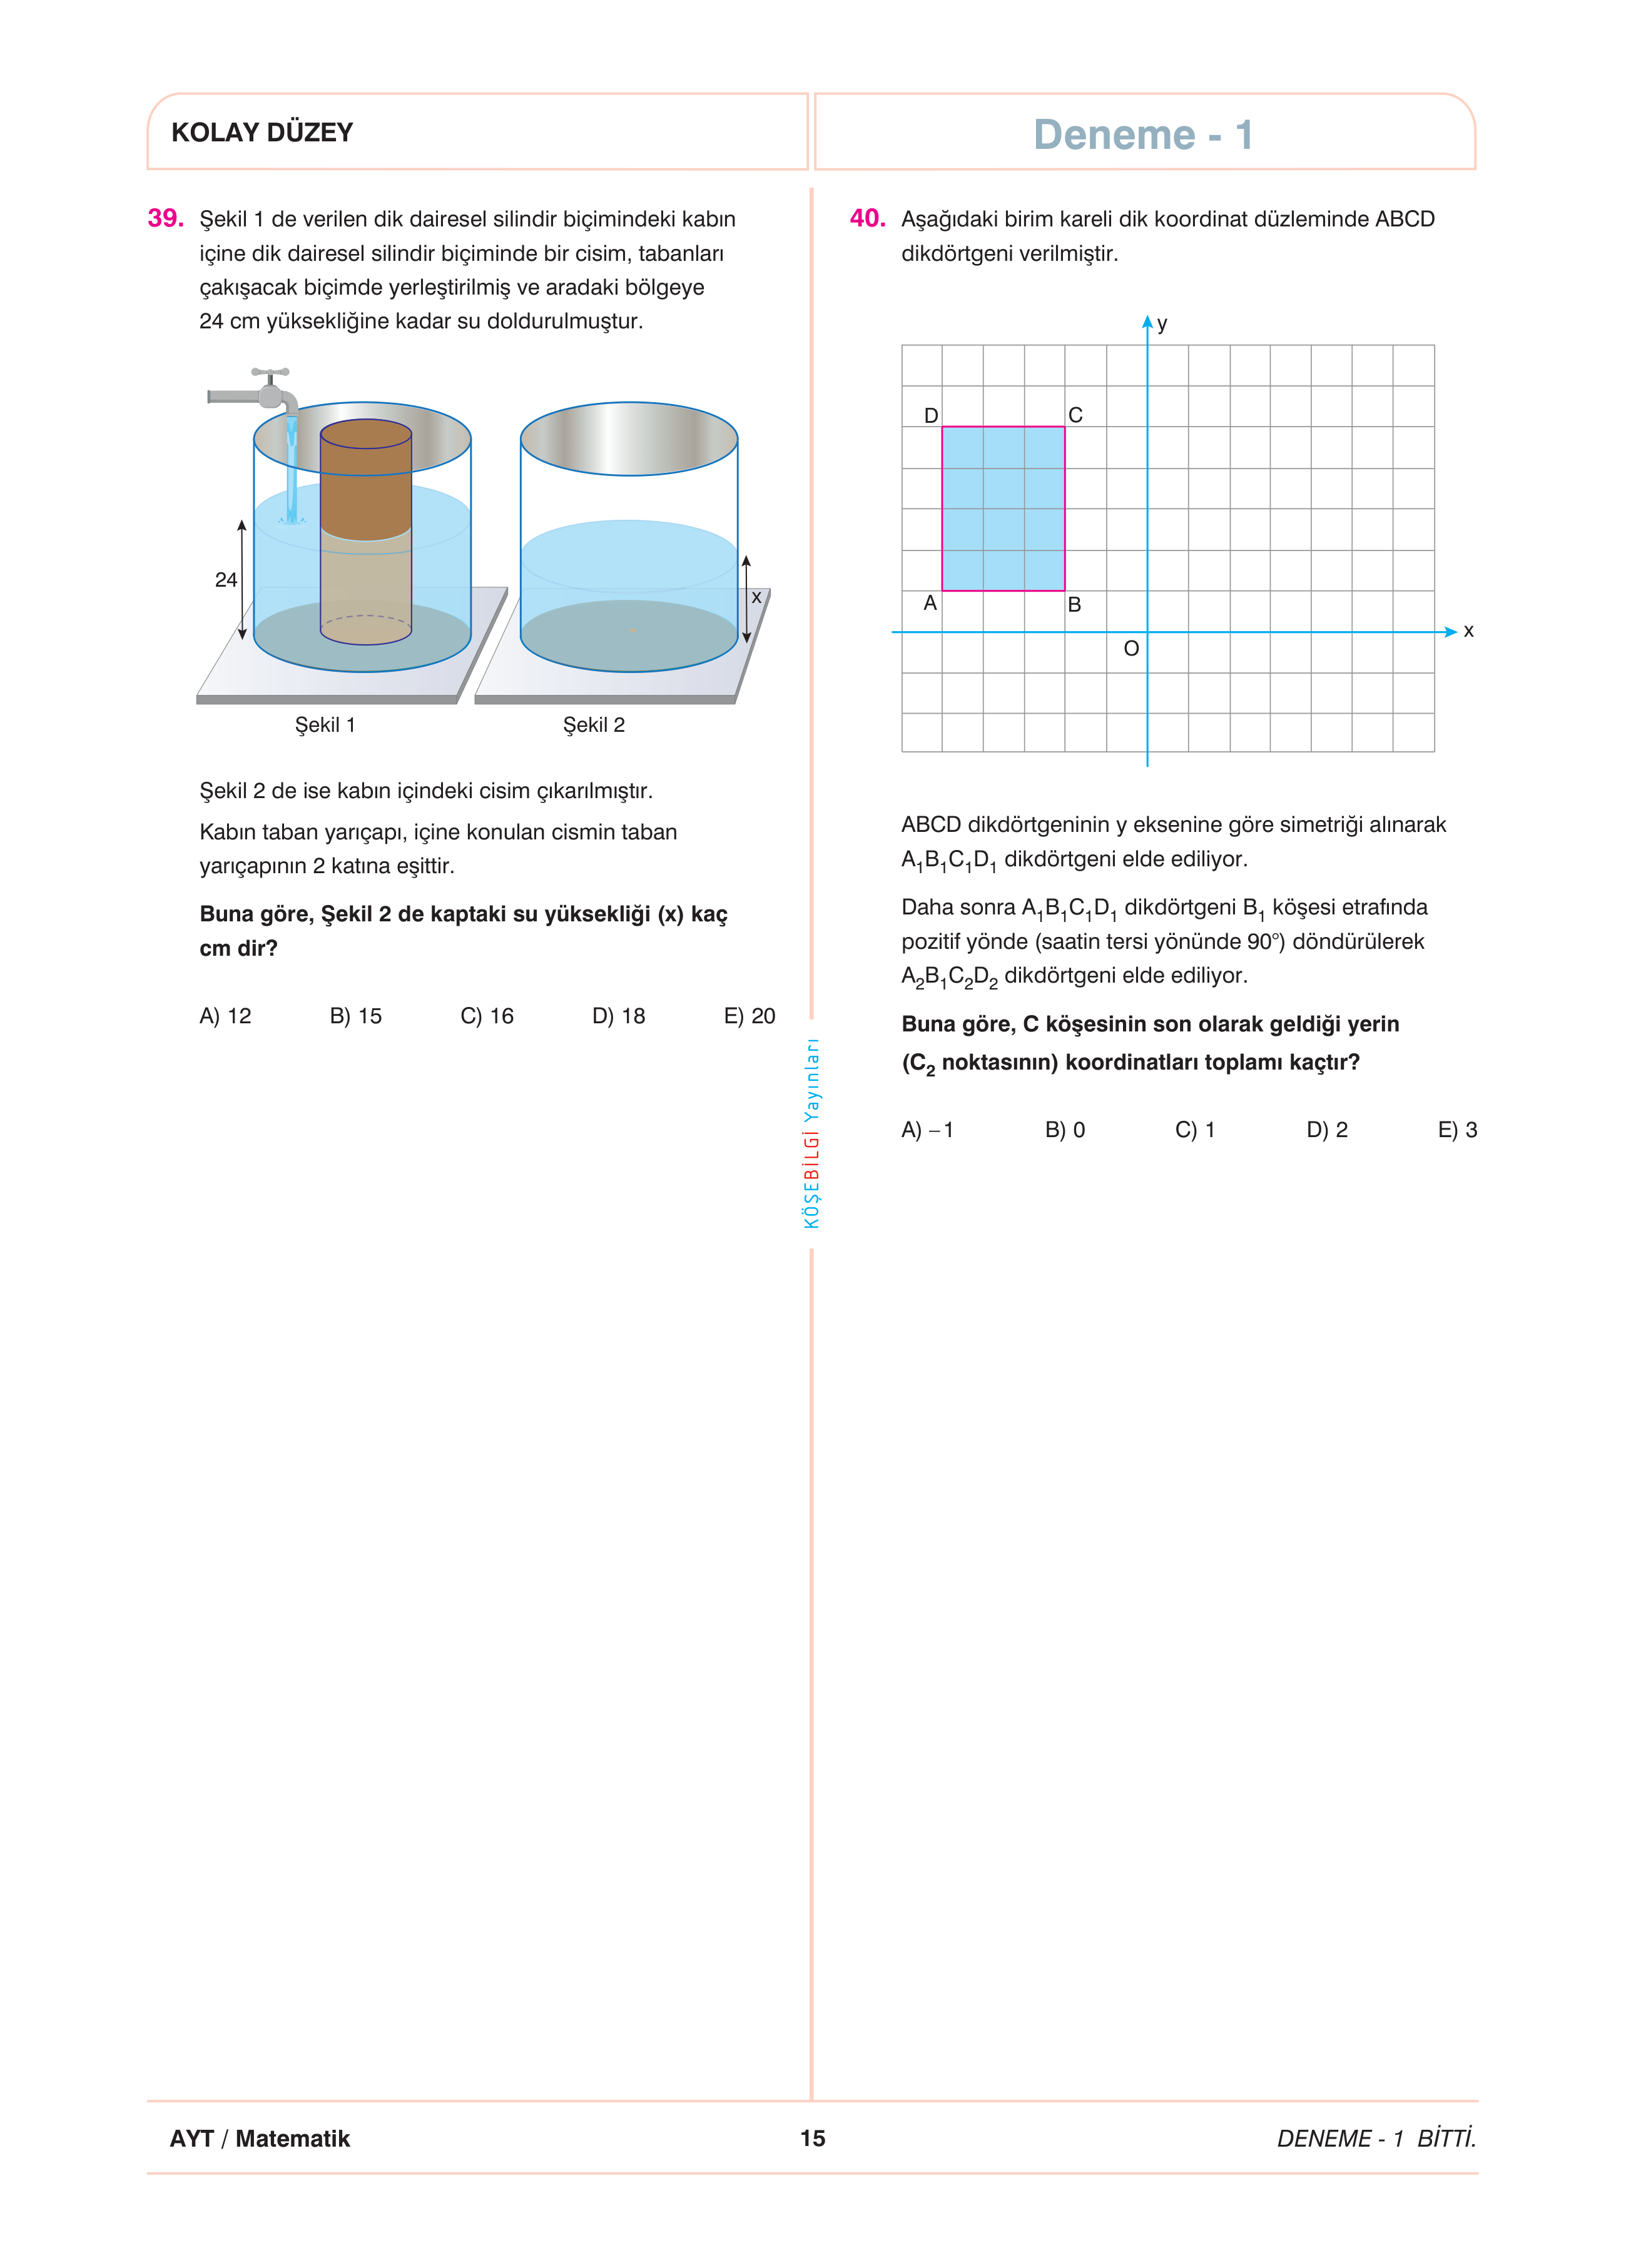 KOLAY DÜZEY
Deneme - 1
39. Şekil 1 de verilen dik dairesel silindir biçimindeki kabın
içine dik dairesel silindir biçiminde bir cisim, tabanları
çakışacak biçimde yerleştirilmiş ve aradaki bölgeye
24 cm yüksekliğine kadar su doldurulmuştur.
24
x
Şekil 1
Şekil 2
Şekil 2 de ise kabın içindeki cisim çıkarılmıştır.
Kabın taban yarıçapı, içine konulan cismin taban
yarıçapının 2 katına eşittir.
Buna göre, Şekil 2 de kaptaki su yüksekliği (x) kaç
cm dir?
A) 12 B) 15 C) 16 D) 18 E) 20
KÖŞEBİLGİ Yayınları
40. Aşağıdaki birim kareli dik koordinat düzleminde ABCD
dikdörtgeni verilmiştir.
y
D
C
A
B
x
O
ABCD dikdörtgeninin y eksenine göre simetriği alınarak
A₁B₁C₁D₁ dikdörtgeni elde ediliyor.
Daha sonra A₁B₁C₁D₁ dikdörtgeni B₁ köşesi etrafında
pozitif yönde (saatin tersi yönünde 90°) döndürülerek
A₂B₁C₂D₂ dikdörtgeni elde ediliyor.
Buna göre, C köşesinin son olarak geldiği yerin
(C₂ noktasının) koordinatları toplamı kaçtır?
A) –1 B) 0 C) 1 D) 2 E) 3
AYT / Matematik
15
DENEME - 1 BİTTİ.